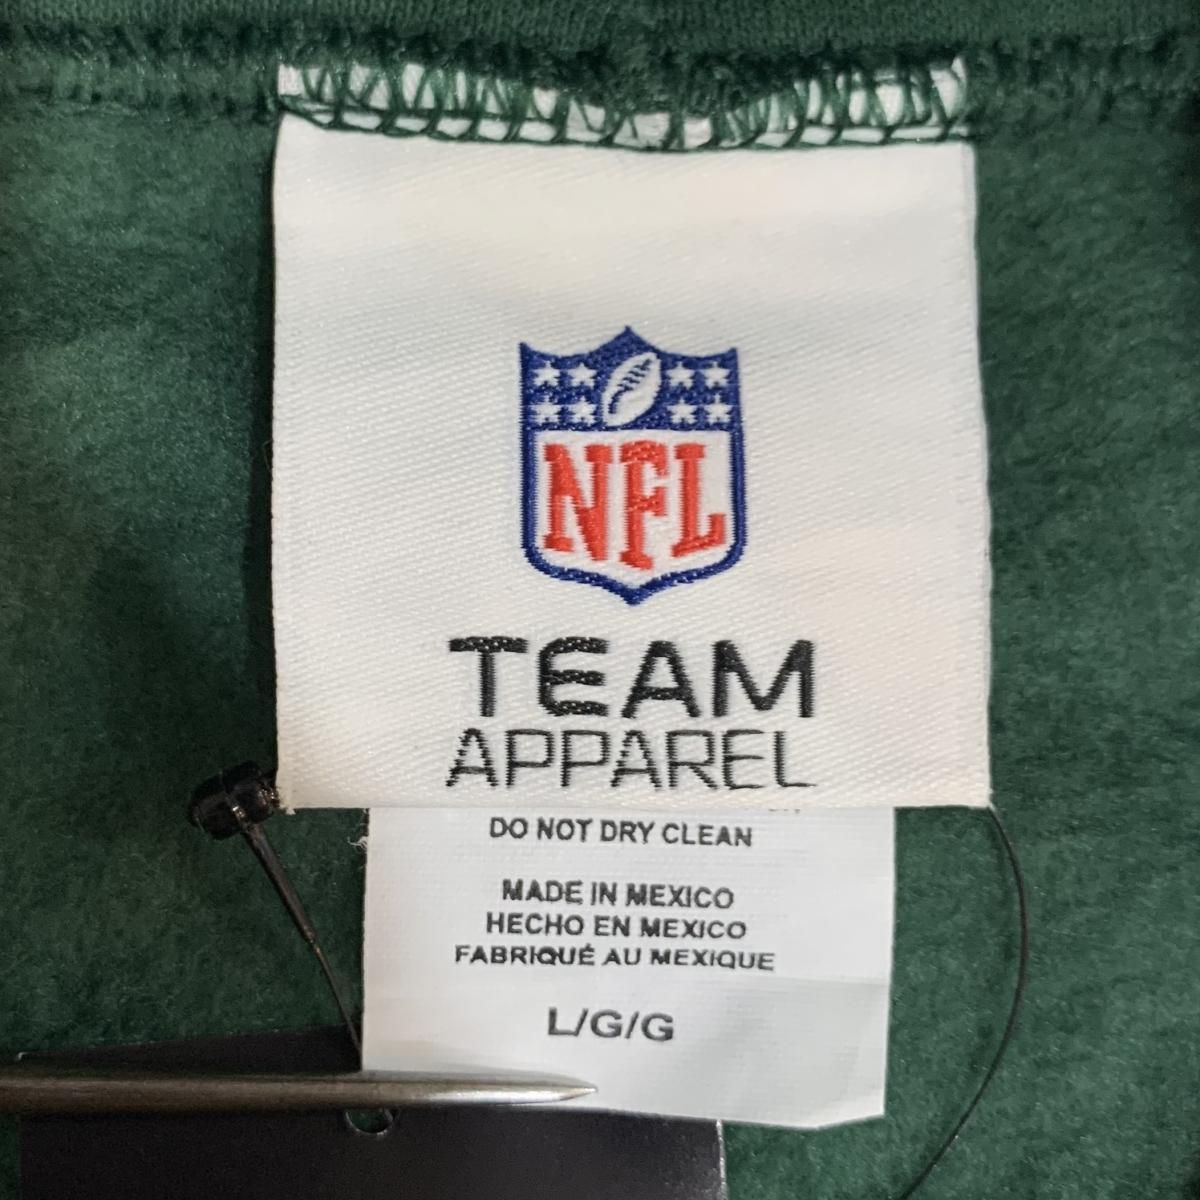 NFL
TEAM
APPAREL
DO NOT DRY CLEAN
MADE IN MEXICO
HECHO EN MEXICO
FABRIQUÉ AU MEXIQUE
L/G/G